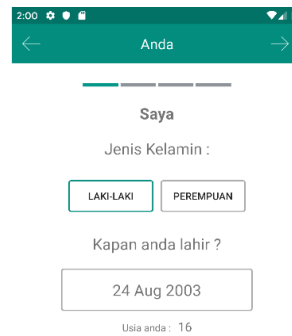 2:00
Anda
Saya
Jenis Kelamin :
LAKI-LAKI PEREMPUAN
Kapan anda lahir ?
24 Aug 2003
Usia anda : 16